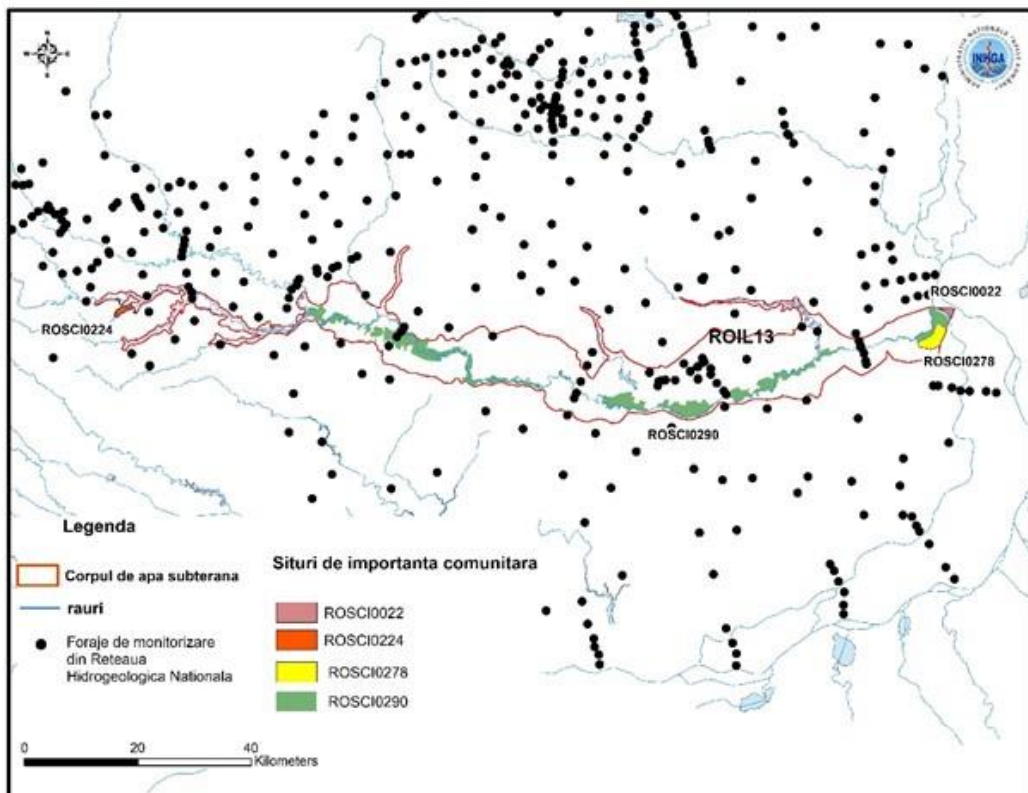 ROSCI0022
ROSCI0224
ROIL13
ROSCI0278
ROSCI0290
Legenda
Corpul de apa subterana
rauri
Foraje de monitorizare
din Reteaua
Hidrogeologica Nationala
Situri de importanta comunitara
ROSCI0022
ROSCI0224
ROSCI0278
ROSCI0290
0
20
40
Kilometers